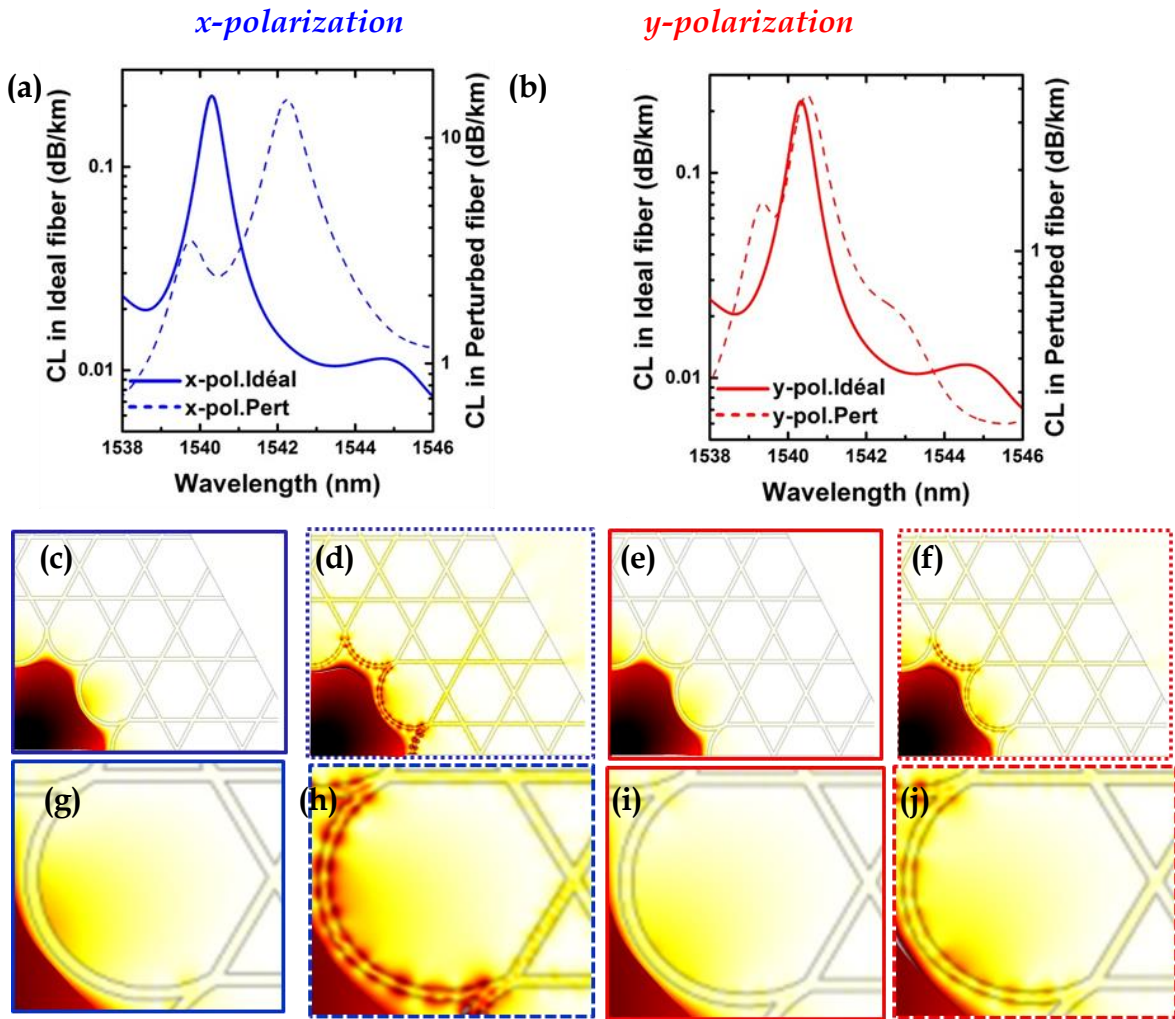 x-polarization
y-polarization
(a)
CL in Ideal fiber (dB/km)
0.1
0.01
x-pol.Idéal
x-pol.Pert
10
1
CL in Perturbed fiber (dB/km)
1538 1540 1542 1544 1546
Wavelength (nm)
(b)
CL in Ideal fiber (dB/km)
0.1
0.01
y-pol.Idéal
y-pol.Pert
1
CL in Perturbed fiber (dB/km)
1538 1540 1542 1544 1546
Wavelength (nm)
(c)
(d)
(e)
(f)
(g)
(h)
(i)
(j)